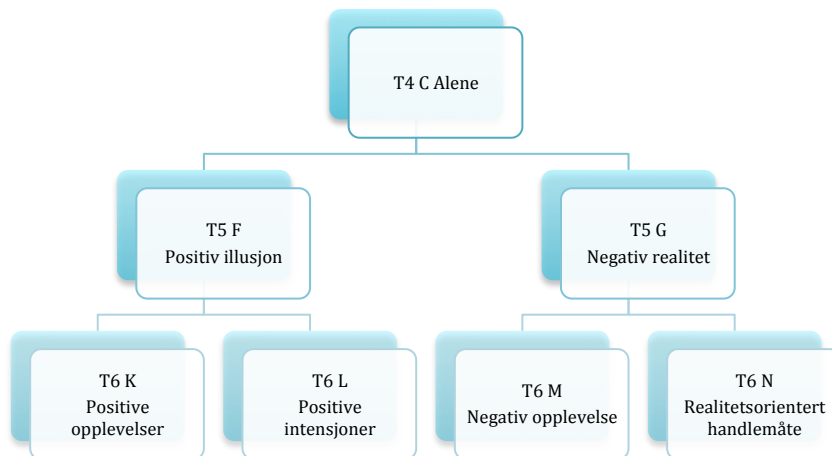 T4 C Alene
T5 F
Positiv illusjon
T5 G
Negativ realitet
T6 K
Positive
opplevelser
T6 L
Positive
intensjoner
T6 M
Negativ opplevelse
T6 N
Realitetsorientert
handlemåte